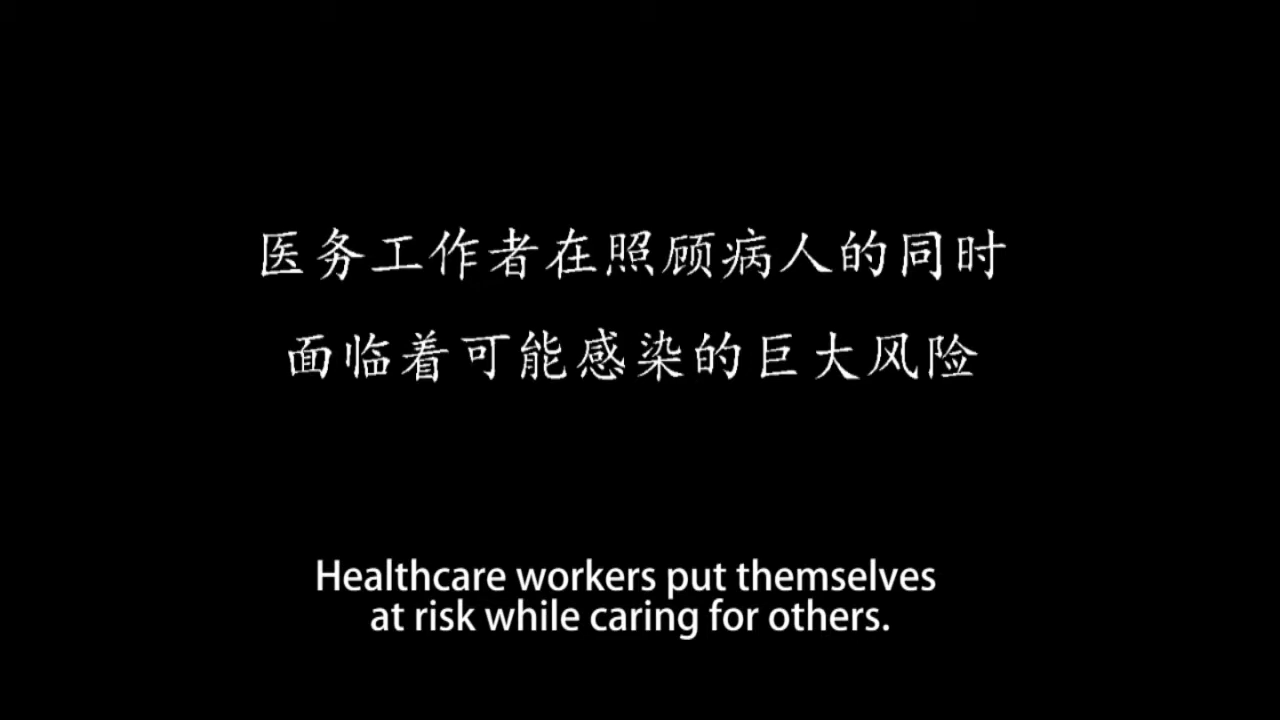 医务工作者在照顾病人的同时
面临着可能感染的巨大风险
Healthcare workers put themselves
at risk while caring for others.